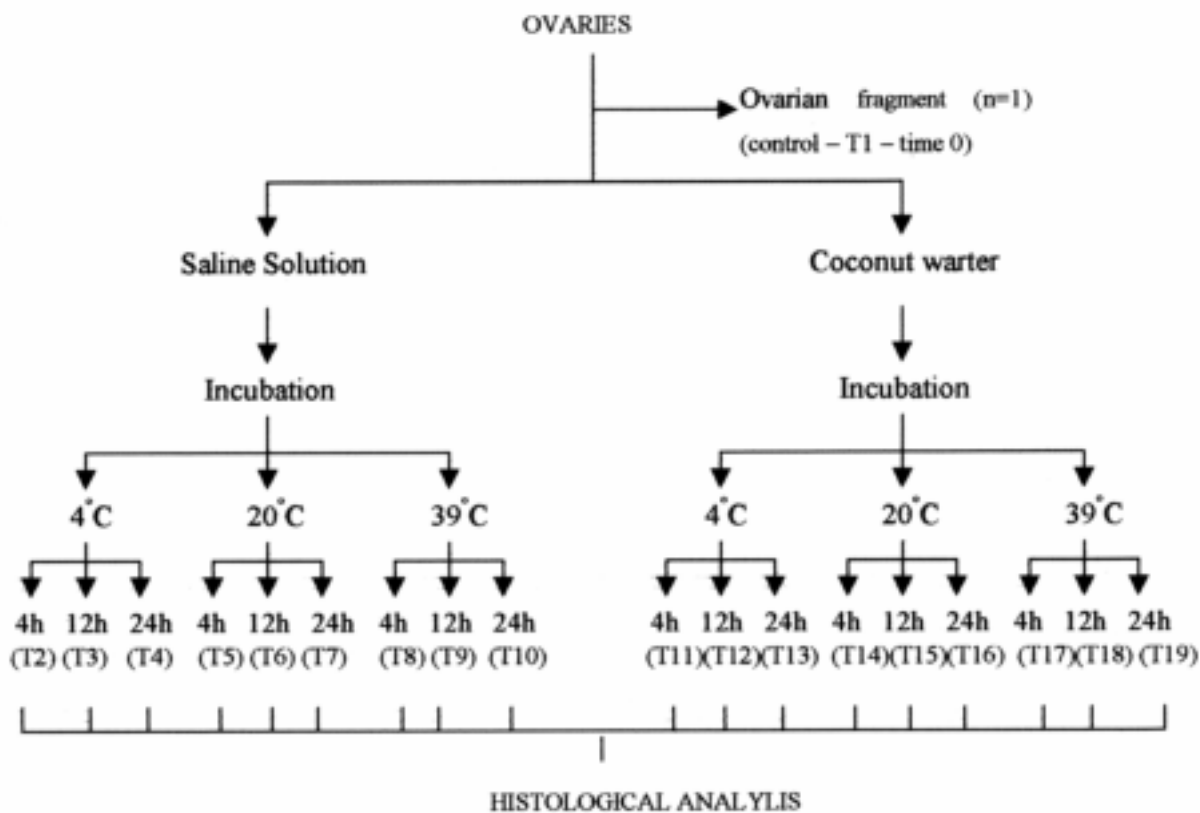 OVARIES
Ovarian fragment (n=1)
(control – T1 – time 0)
Saline Solution
Coconut warter
Incubation
Incubation
4°C 20°C 39°C
4°C 20°C 39°C
4h 12h 24h 4h 12h 24h 4h 12h 24h
4h 12h 24h 4h 12h 24h 4h 12h 24h
(T2) (T3) (T4) (T5) (T6) (T7) (T8) (T9) (T10)
(T11)(T12)(T13) (T14)(T15)(T16) (T17)(T18) (T19)
HISTOLOGICAL ANALYLIS